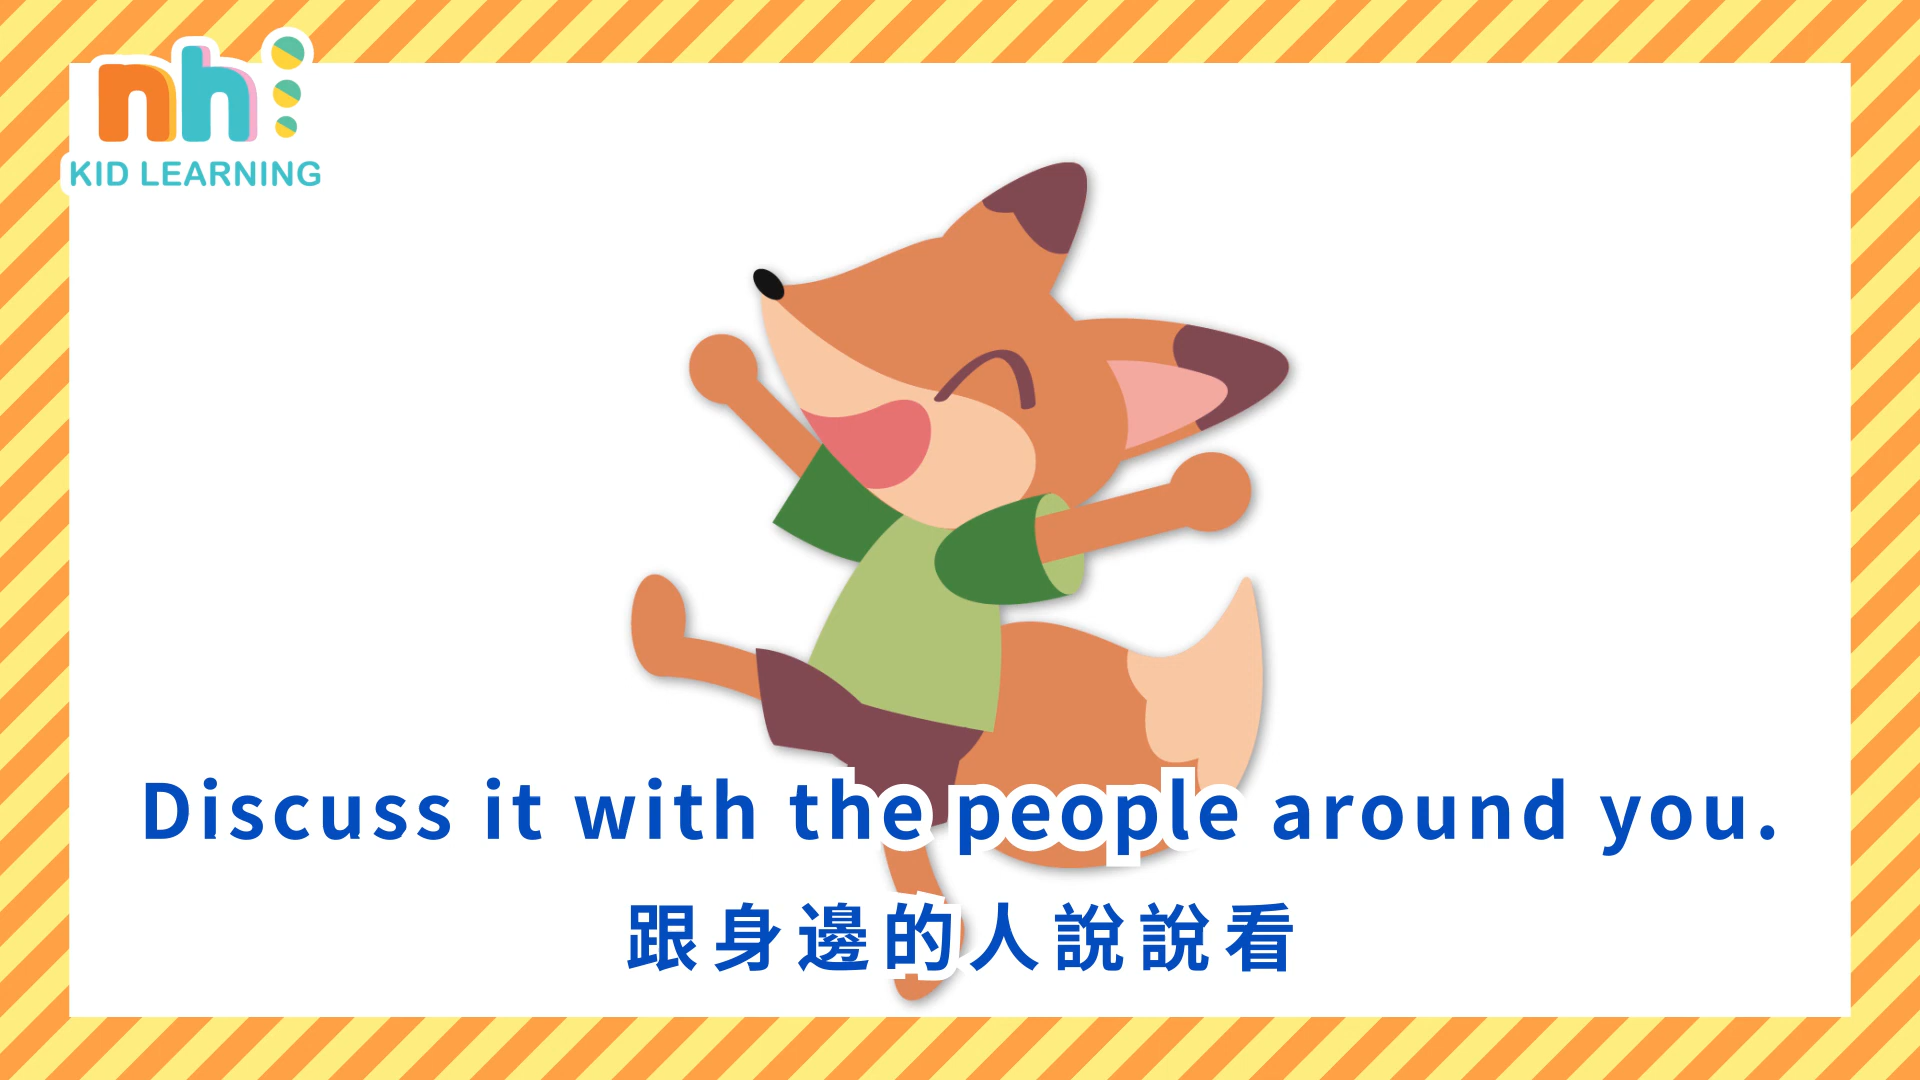 nh
KID LEARNING
Discuss it with the people around you.
跟身邊的人說說看